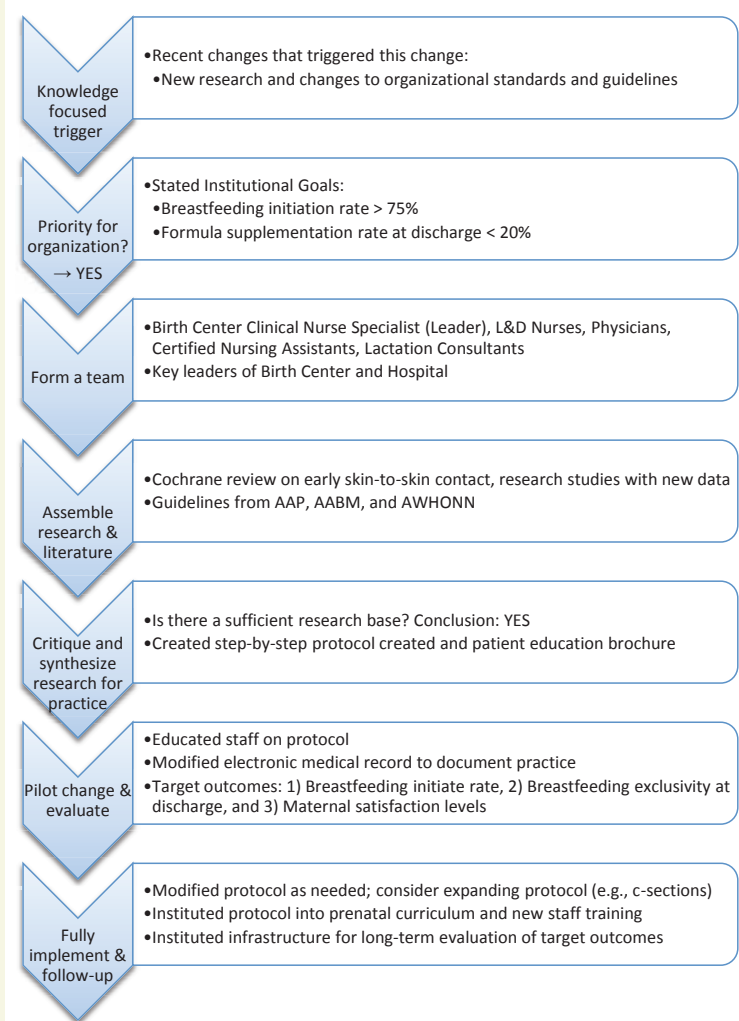 Knowledge
focused
trigger
•Recent changes that triggered this change:
•New research and changes to organizational standards and guidelines
Priority for
organization?
→ YES
•Stated Institutional Goals:
•Breastfeeding initiation rate > 75%
•Formula supplementation rate at discharge < 20%
Form a team
•Birth Center Clinical Nurse Specialist (Leader), L&D Nurses, Physicians,
Certified Nursing Assistants, Lactation Consultants
•Key leaders of Birth Center and Hospital
Assemble
research &
literature
•Cochrane review on early skin-to-skin contact, research studies with new data
•Guidelines from AAP, AABM, and AWHONN
Critique and
synthesize
research for
practice
•Is there a sufficient research base? Conclusion: YES
•Created step-by-step protocol created and patient education brochure
Pilot change &
evaluate
•Educated staff on protocol
•Modified electronic medical record to document practice
•Target outcomes: 1) Breastfeeding initiate rate, 2) Breastfeeding exclusivity at
discharge, and 3) Maternal satisfaction levels
Fully
implement &
follow-up
•Modified protocol as needed; consider expanding protocol (e.g., c-sections)
•Instituted protocol into prenatal curriculum and new staff training
•Instituted infrastructure for long-term evaluation of target outcomes